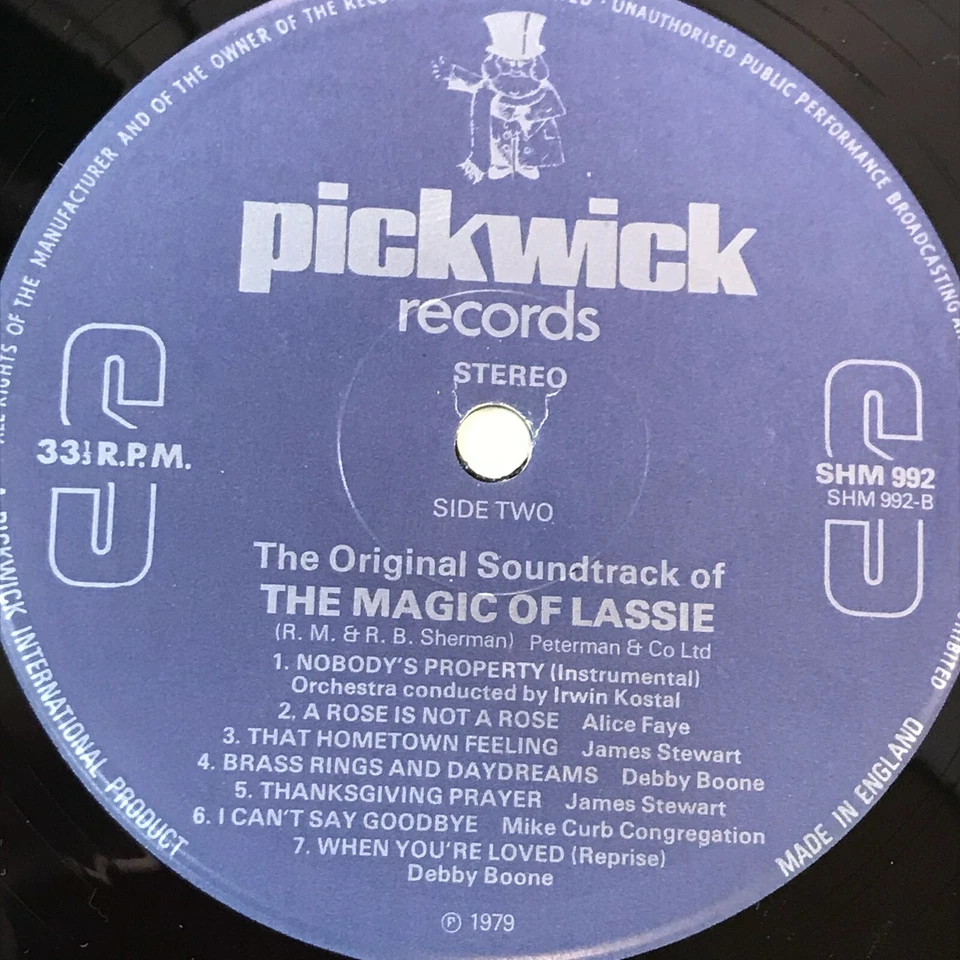 ALL RIGHTS OF THE MANUFACTURER AND OF THE OWNER OF THE
UNAUTHORISED PUBLIC PERFORMANCE BROADCASTING
pickwick
records
STEREO
33⅓ R.P.M.
SHM 992
SHM 992-B
SIDE TWO
The Original Soundtrack of
THE MAGIC OF LASSIE
(R. M. & R. B. Sherman) Peterman & Co Ltd
1. NOBODY'S PROPERTY (Instrumental)
Orchestra conducted by Irwin Kostal
2, A ROSE IS NOT A ROSE Alice Faye
3. THAT HOMETOWN FEELING James Stewart
4. BRASS RINGS AND DAYDREAMS Debby Boone
5. THANKSGIVING PRAYER James Stewart
6. I CAN'T SAY GOODBYE Mike Curb Congregation
7. WHEN YOU'RE LOVED (Reprise)
Debby Boone
℗ 1979
PICKWICK INTERNATIONAL PRODUCT
MADE IN ENGLAND